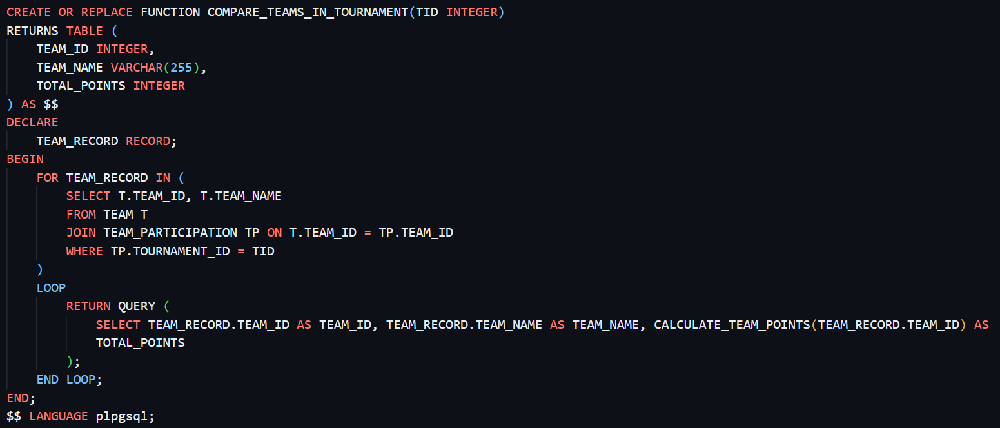 CREATE OR REPLACE FUNCTION COMPARE_TEAMS_IN_TOURNAMENT(TID INTEGER)
RETURNS TABLE (
    TEAM_ID INTEGER,
    TEAM_NAME VARCHAR(255),
    TOTAL_POINTS INTEGER
) AS $$
DECLARE
    TEAM_RECORD RECORD;
BEGIN
    FOR TEAM_RECORD IN (
        SELECT T.TEAM_ID, T.TEAM_NAME
        FROM TEAM T
        JOIN TEAM_PARTICIPATION TP ON T.TEAM_ID = TP.TEAM_ID
        WHERE TP.TOURNAMENT_ID = TID
    )
    LOOP
        RETURN QUERY (
            SELECT TEAM_RECORD.TEAM_ID AS TEAM_ID, TEAM_RECORD.TEAM_NAME AS TEAM_NAME, CALCULATE_TEAM_POINTS(TEAM_RECORD.TEAM_ID) AS
            TOTAL_POINTS
        );
    END LOOP;
END;
$$ LANGUAGE plpgsql;